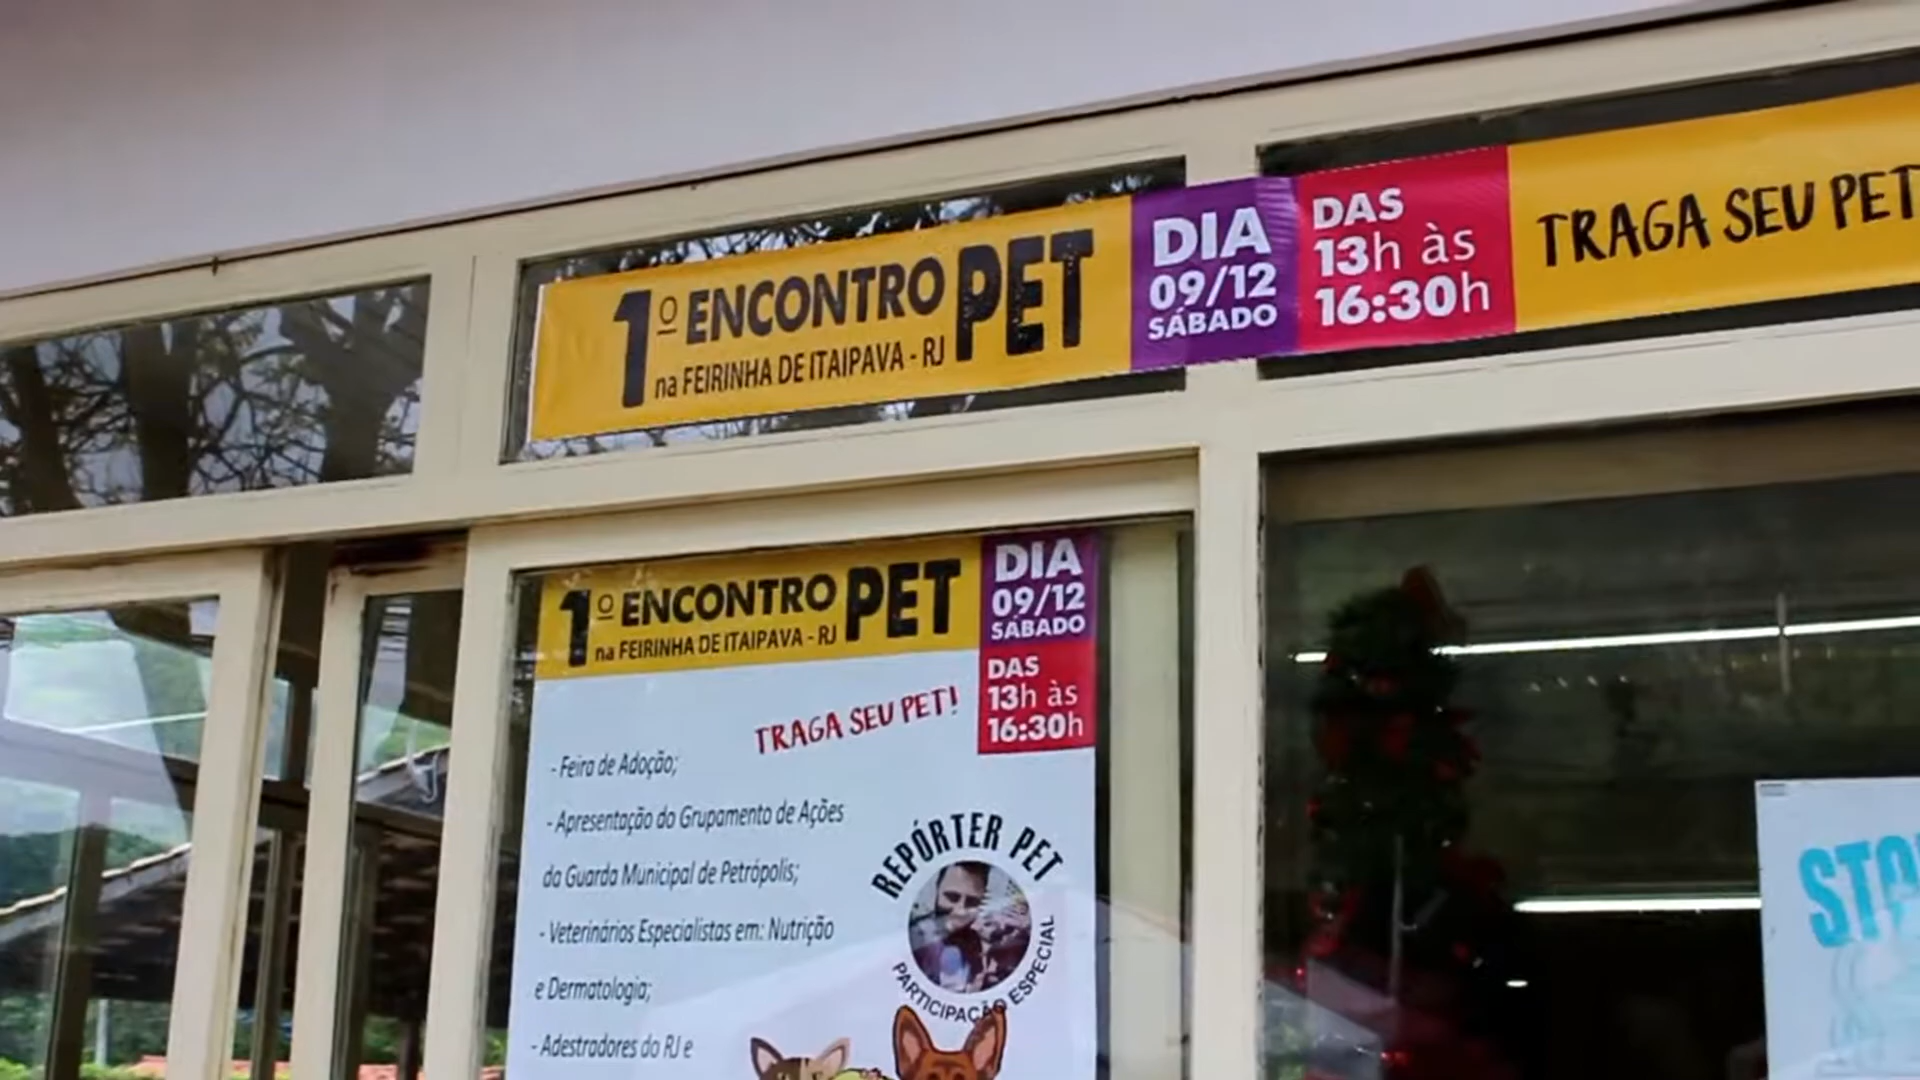 1º ENCONTRO PET
na FEIRINHA DE ITAIPAVA - RJ
DIA
09/12
SÁBADO
DAS
13h às
16:30h
TRAGA SEU PET
1º ENCONTRO PET
na FEIRINHA DE ITAIPAVA - RJ
DIA
09/12
SÁBADO
DAS
13h às
16:30h
TRAGA SEU PET!
- Feira de Adoção;
- Apresentação do Grupamento de Ações
da Guarda Municipal de Petrópolis;
- Veterinários Especialistas em: Nutrição
e Dermatologia;
- Adestradores do RJ e
REPÓRTER PET
PARTICIPAÇÃO ESPECIAL